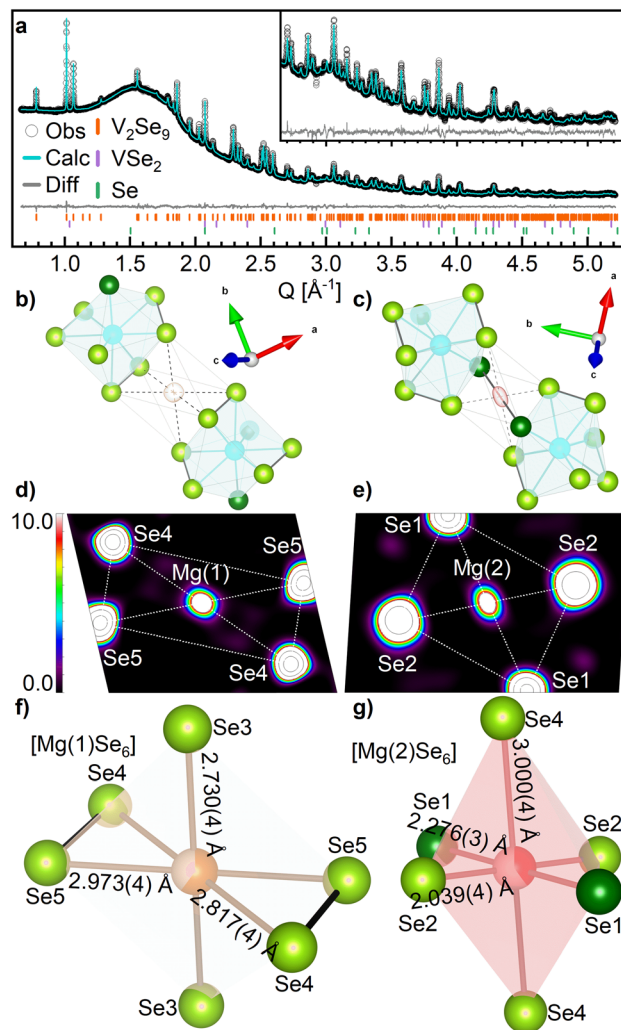 a
Obs
Calc
Diff
V₂Se₉
VSe₂
Se
1.0 1.5 2.0 2.5 3.0 3.5 4.0 4.5 5.0
Q [Å⁻¹]
b)
b
a
c
c)
a
b
c
d)
10.0
0.0
Se4
Se5
Mg(1)
Se5
Se4
e)
Se1
Se2
Mg(2)
Se2
Se1
f)
[Mg(1)Se₆]
Se3
Se4
2.730(4) Å
Se5
Se5
2.973(4) Å
2.817(4) Å
Se4
Se3
g)
[Mg(2)Se₆]
Se4
3.000(4) Å
Se1
2.276(3) Å
Se2
2.039(4) Å
Se2
Se1
Se4